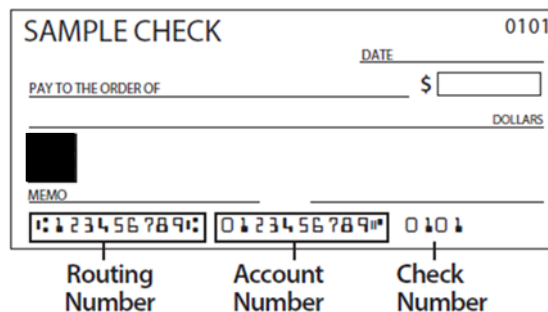 SAMPLE CHECK 0101
DATE
PAY TO THE ORDER OF $
DOLLARS
MEMO
⑆123456789⑆ 0123456789⑈ 0101
Routing Number Account Number Check Number